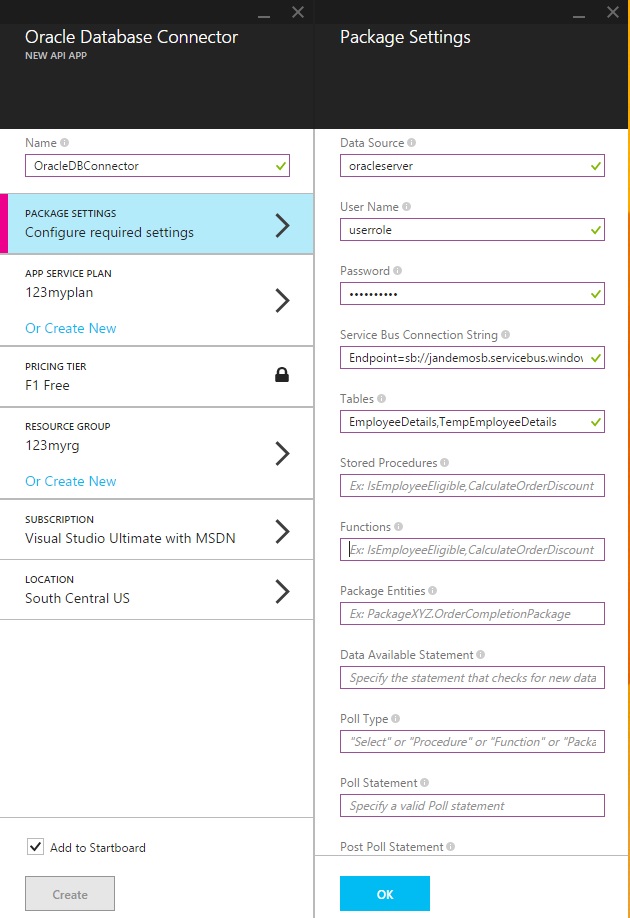 Oracle Database Connector
NEW API APP
Name
OracleDBConnector
PACKAGE SETTINGS
Configure required settings
APP SERVICE PLAN
123myplan
Or Create New
PRICING TIER
F1 Free
RESOURCE GROUP
123myrg
Or Create New
SUBSCRIPTION
Visual Studio Ultimate with MSDN
LOCATION
South Central US
Add to Startboard
Create
Package Settings
Data Source
oracleserver
User Name
userrole
Password
••••••••••
Service Bus Connection String
Endpoint=sb://jandemosb.servicebus.window
Tables
EmployeeDetails,TempEmployeeDetails
Stored Procedures
Ex: IsEmployeeEligible,CalculateOrderDiscount
Functions
Ex: IsEmployeeEligible,CalculateOrderDiscount
Package Entities
Ex: PackageXYZ.OrderCompletionPackage
Data Available Statement
Specify the statement that checks for new data
Poll Type
"Select" or "Procedure" or "Function" or "Packa
Poll Statement
Specify a valid Poll statement
Post Poll Statement
OK